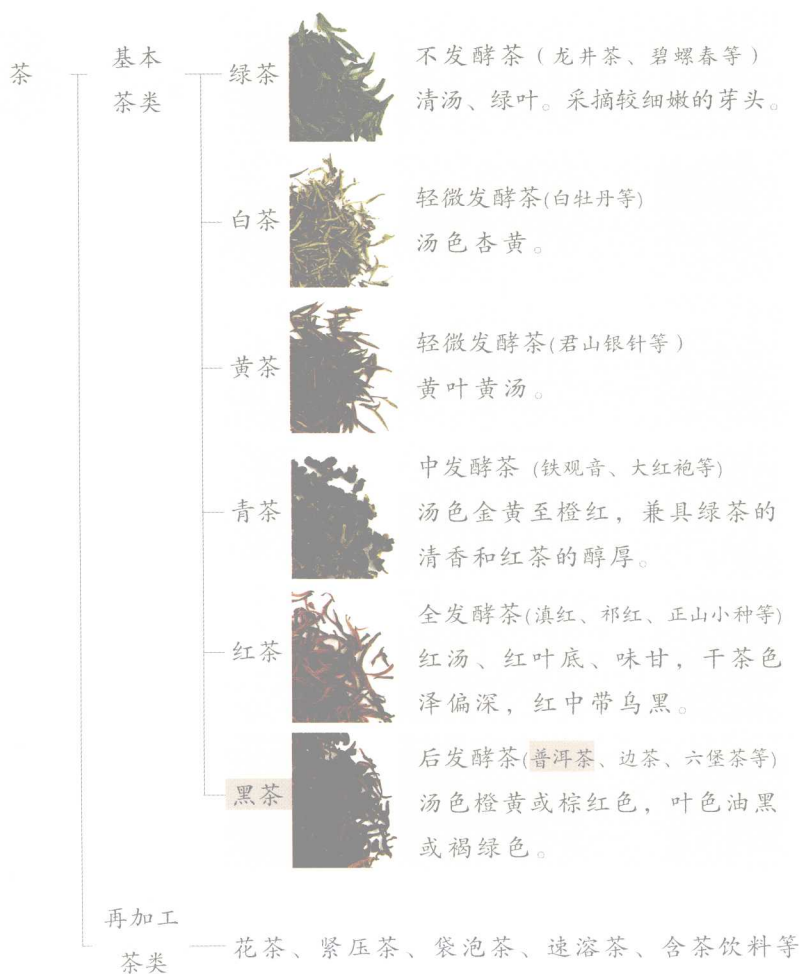 茶
基本
茶类
绿茶
不发酵茶（龙井茶、碧螺春等）
清汤、绿叶。采摘较细嫩的芽头。
白茶
轻微发酵茶(白牡丹等)
汤色杏黄。
黄茶
轻微发酵茶(君山银针等）
黄叶黄汤。
青茶
中发酵茶（铁观音、大红袍等)
汤色金黄至橙红，兼具绿茶的
清香和红茶的醇厚。
红茶
全发酵茶(滇红、祁红、正山小种等)
红汤、红叶底、味甘，干茶色
泽偏深，红中带乌黑。
黑茶
后发酵茶(普洱茶、边茶、六堡茶等)
汤色橙黄或棕红色，叶色油黑
或褐绿色。
再加工
茶类
花茶、紧压茶、袋泡茶、速溶茶、含茶饮料等